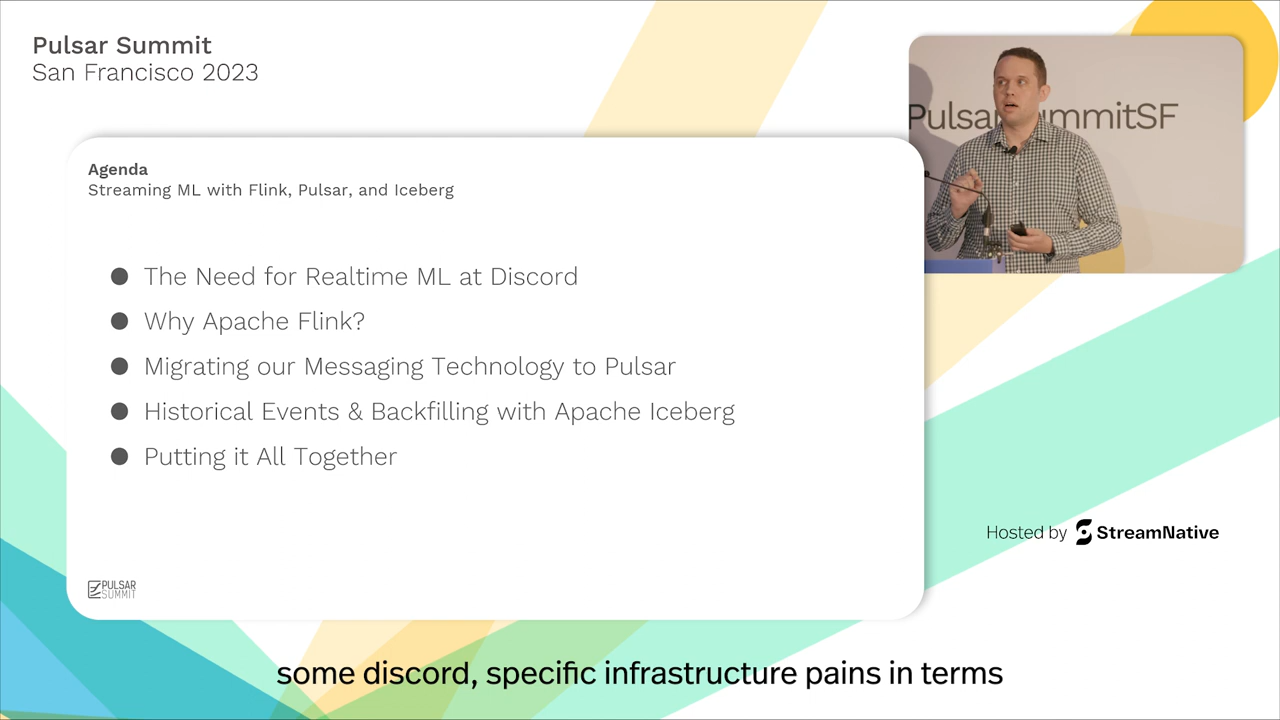 Pulsar Summit
San Francisco 2023
PulsarSummitSF
Agenda
Streaming ML with Flink, Pulsar, and Iceberg
● The Need for Realtime ML at Discord
● Why Apache Flink?
● Migrating our Messaging Technology to Pulsar
● Historical Events & Backfilling with Apache Iceberg
● Putting it All Together
Hosted by StreamNative
PULSAR
SUMMIT
some discord, specific infrastructure pains in terms